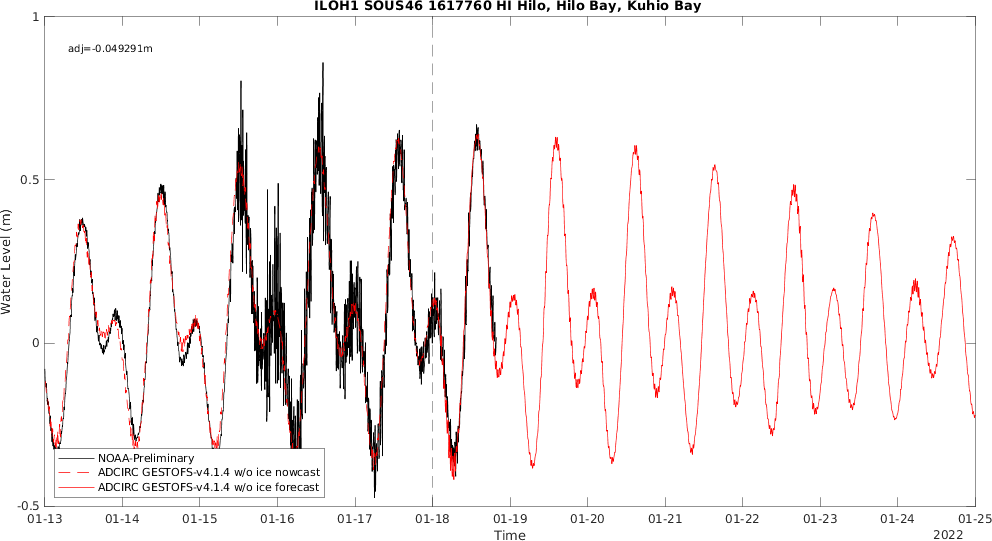 ILOH1 SOUS46 1617760 HI Hilo, Hilo Bay, Kuhio Bay
1
adj=-0.049291m
0.5
Water Level (m)
0
NOAA-Preliminary
ADCIRC GESTOFS-v4.1.4 w/o ice nowcast
ADCIRC GESTOFS-v4.1.4 w/o ice forecast
-0.5
01-13 01-14 01-15 01-16 01-17 01-18 01-19 01-20 01-21 01-22 01-23 01-24 01-25
Time
2022